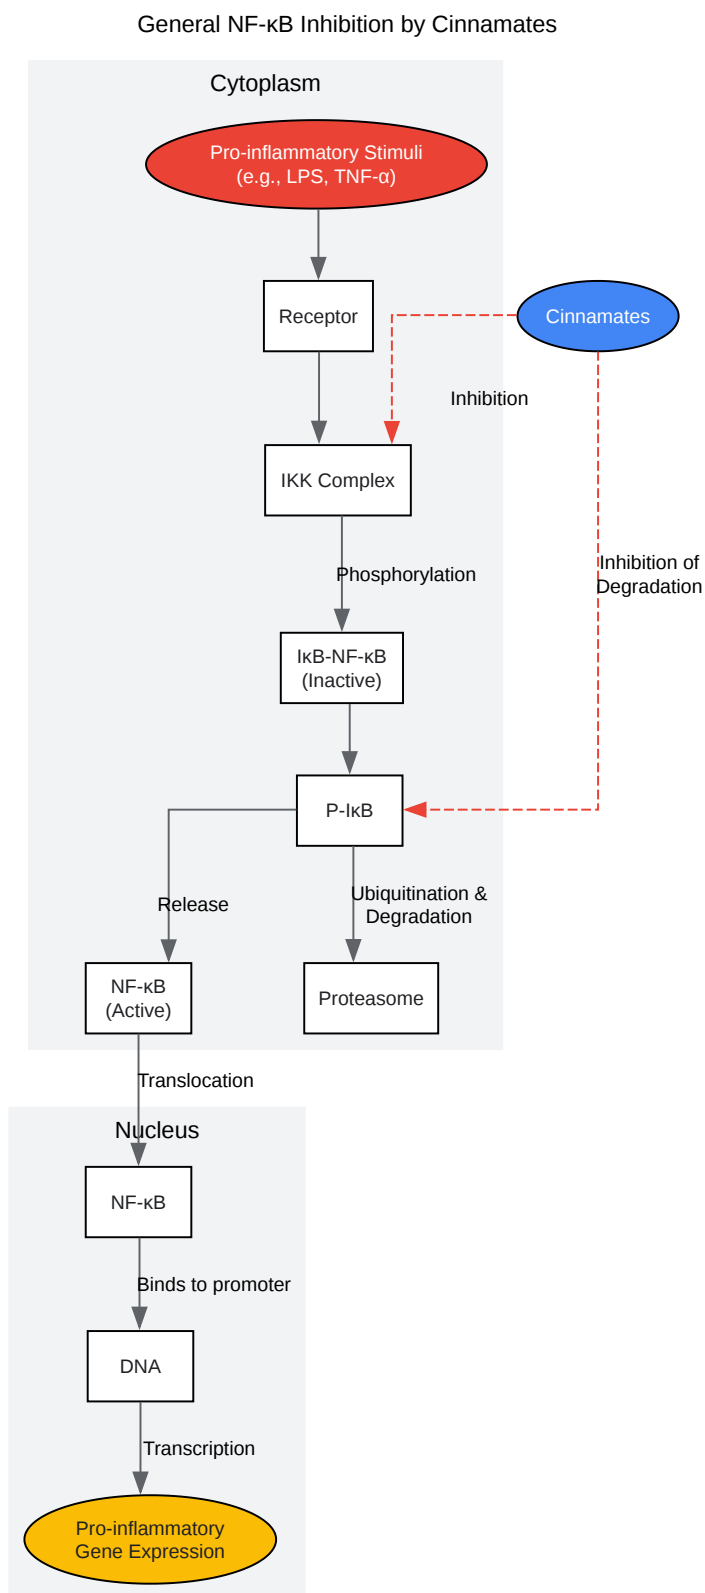 General NF-κB Inhibition by Cinnamates
Cytoplasm
Pro-inflammatory Stimuli
(e.g., LPS, TNF-α)
Receptor
Cinnamates
Inhibition
IKK Complex
Phosphorylation
Inhibition of
Degradation
IκB-NF-κB
(Inactive)
P-IκB
Release
Ubiquitination &
Degradation
NF-κB
(Active)
Proteasome
Translocation
Nucleus
NF-κB
Binds to promoter
DNA
Transcription
Pro-inflammatory
Gene Expression